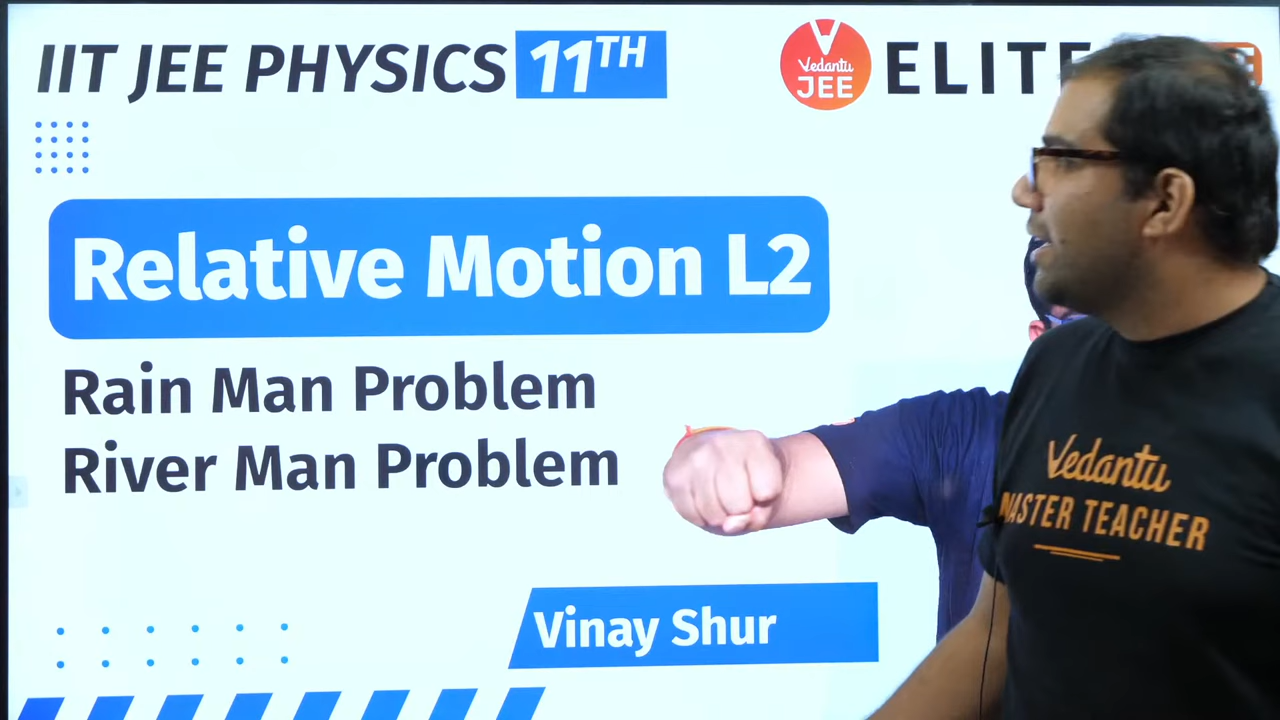 IIT JEE PHYSICS 11TH
Vedantu
JEE
ELITE
Relative Motion L2
Rain Man Problem
River Man Problem
Vinay Shur
Vedantu
MASTER TEACHER